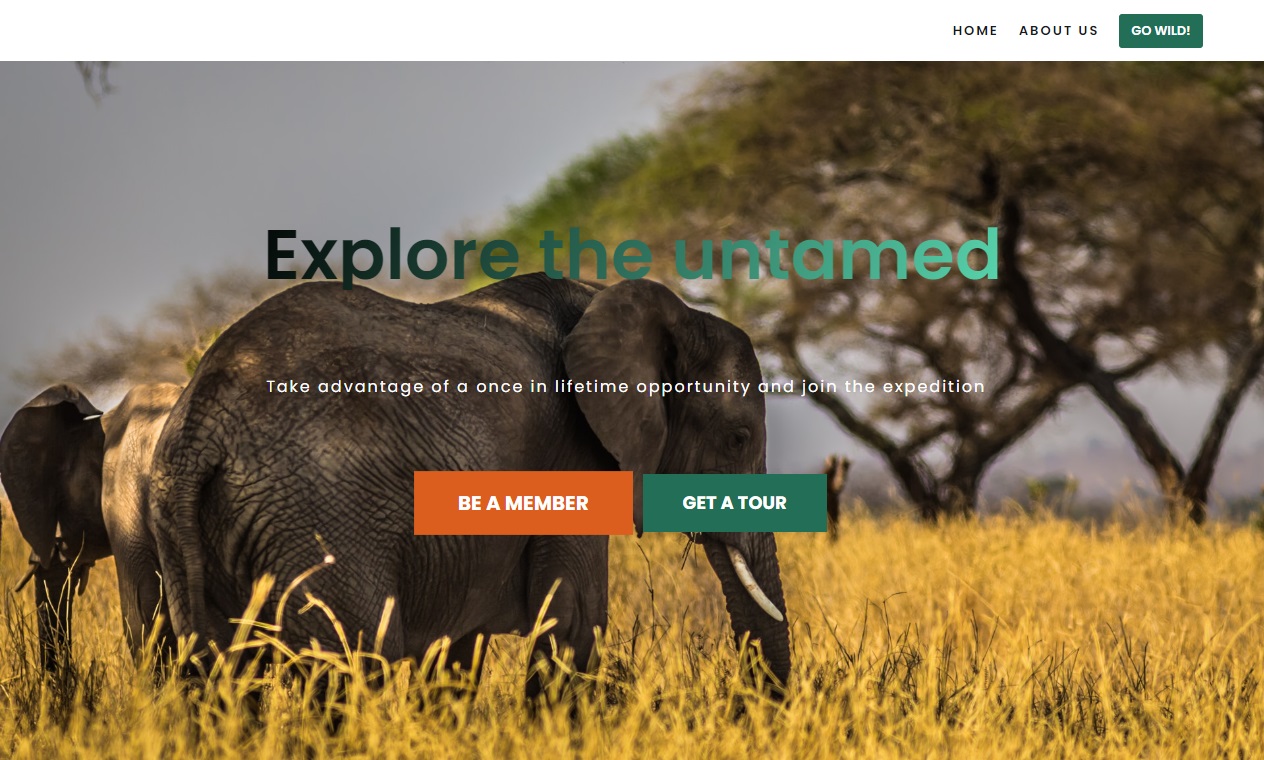 HOME ABOUT US GO WILD!
Explore the untamed
Take advantage of a once in lifetime opportunity and join the expedition
BE A MEMBER GET A TOUR